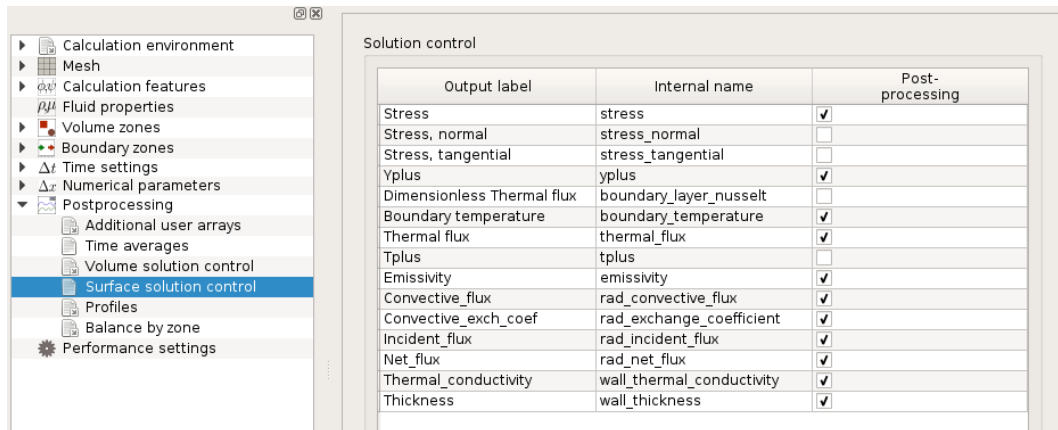 Calculation environment
Mesh
Calculation features
Fluid properties
Volume zones
Boundary zones
Δt Time settings
Δx Numerical parameters
Postprocessing
Additional user arrays
Time averages
Volume solution control
Surface solution control
Profiles
Balance by zone
Performance settings
Solution control
Output label Internal name Post-
processing
Stress stress
Stress, normal stress_normal
Stress, tangential stress_tangential
Yplus yplus
Dimensionless Thermal flux boundary_layer_nusselt
Boundary temperature boundary_temperature
Thermal flux thermal_flux
Tplus tplus
Emissivity emissivity
Convective_flux rad_convective_flux
Convective_exch_coef rad_exchange_coefficient
Incident_flux rad_incident_flux
Net_flux rad_net_flux
Thermal_conductivity wall_thermal_conductivity
Thickness wall_thickness